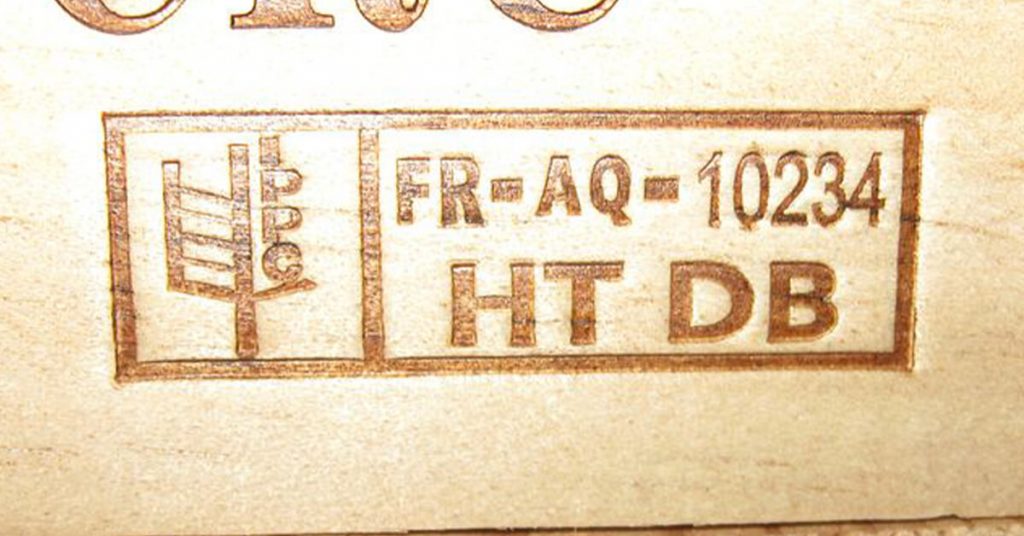 IPPC
FR-AQ-10234
HT DB